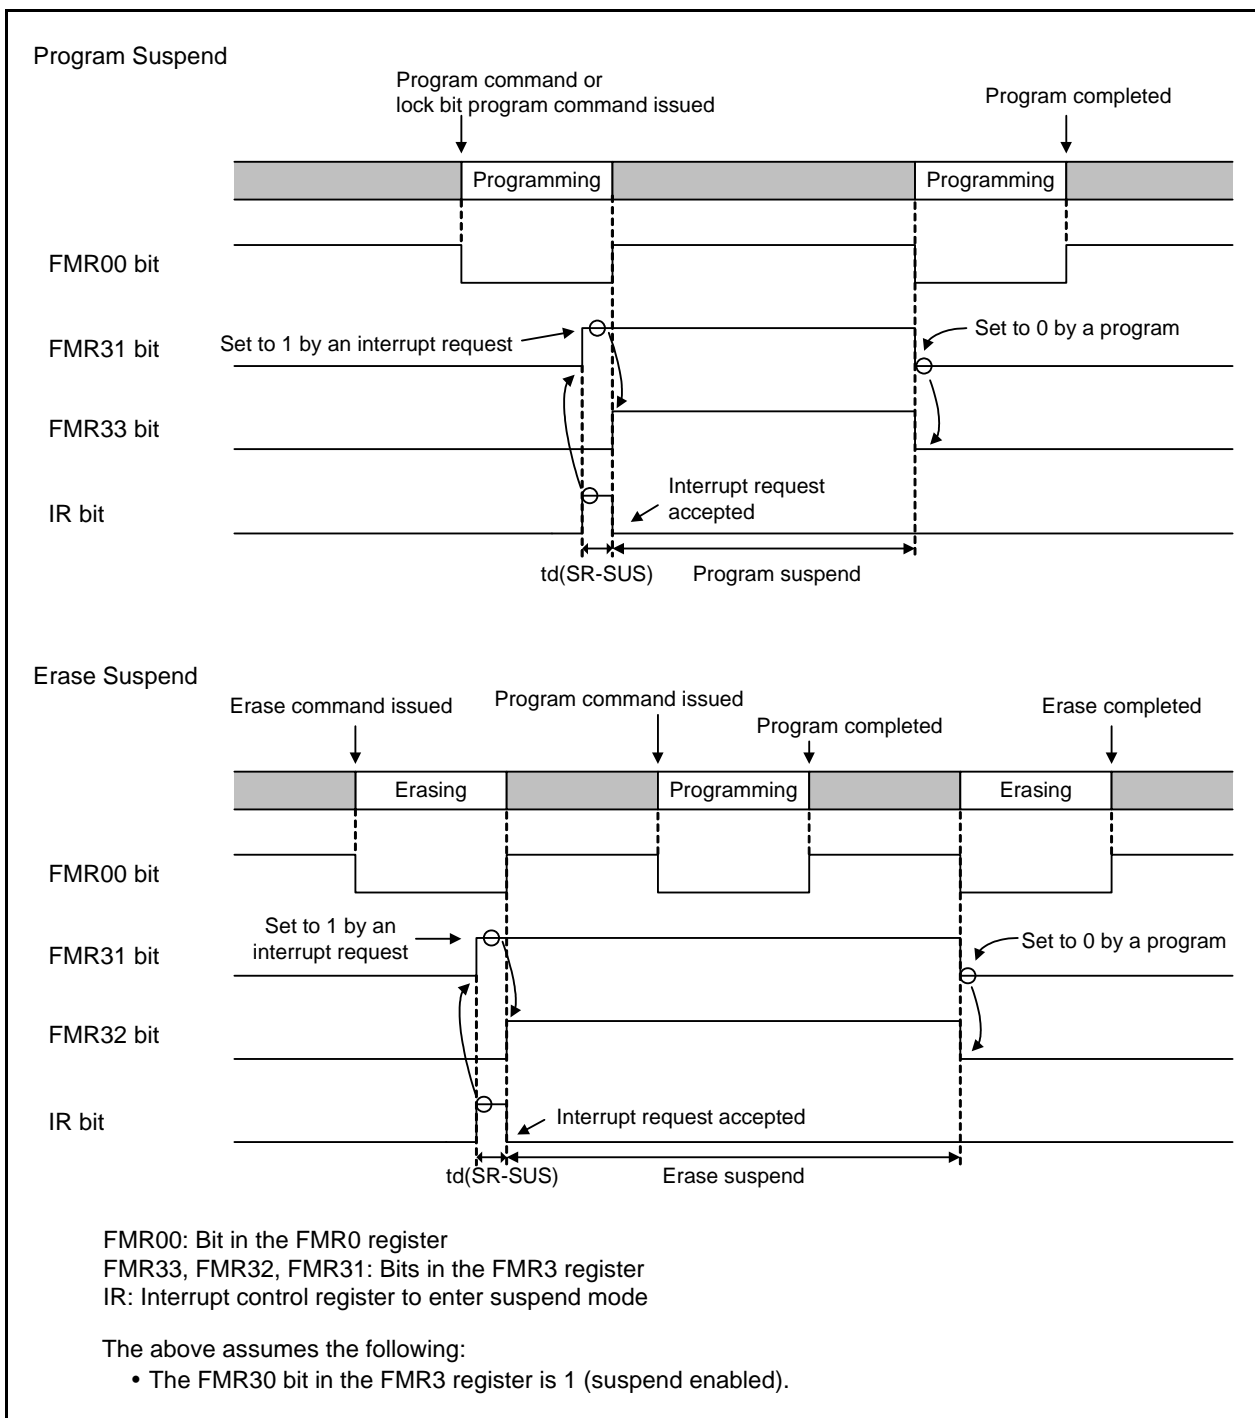 Program Suspend
Program command or
lock bit program command issued
Program completed
Programming
Programming
FMR00 bit
Set to 1 by an interrupt request
Set to 0 by a program
FMR31 bit
FMR33 bit
Interrupt request
accepted
IR bit
td(SR-SUS)
Program suspend
Erase Suspend
Erase command issued
Program command issued
Program completed
Erase completed
Erasing
Programming
Erasing
FMR00 bit
Set to 1 by an
interrupt request
Set to 0 by a program
FMR31 bit
FMR32 bit
Interrupt request accepted
IR bit
td(SR-SUS)
Erase suspend
FMR00: Bit in the FMR0 register
FMR33, FMR32, FMR31: Bits in the FMR3 register
IR: Interrupt control register to enter suspend mode
The above assumes the following:
• The FMR30 bit in the FMR3 register is 1 (suspend enabled).